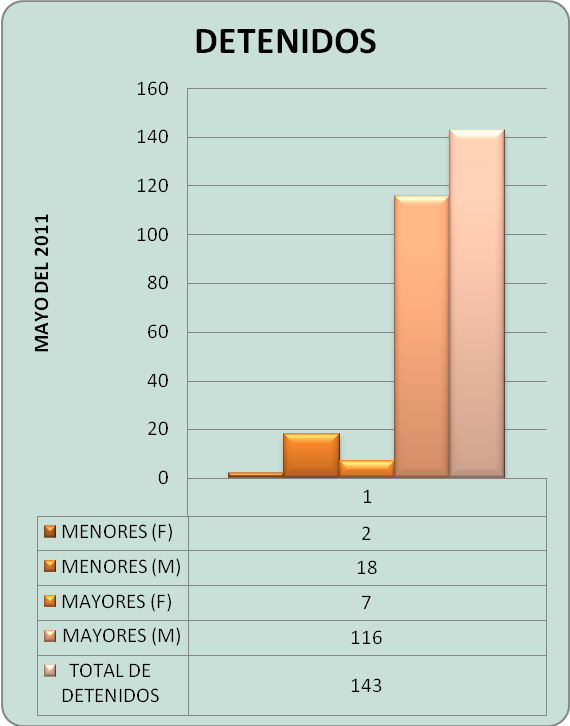 DETENIDOS
MAYO DEL 2011
160
140
120
100
80
60
40
20
0
1
MENORES (F) 2
MENORES (M) 18
MAYORES (F) 7
MAYORES (M) 116
TOTAL DE
DETENIDOS 143